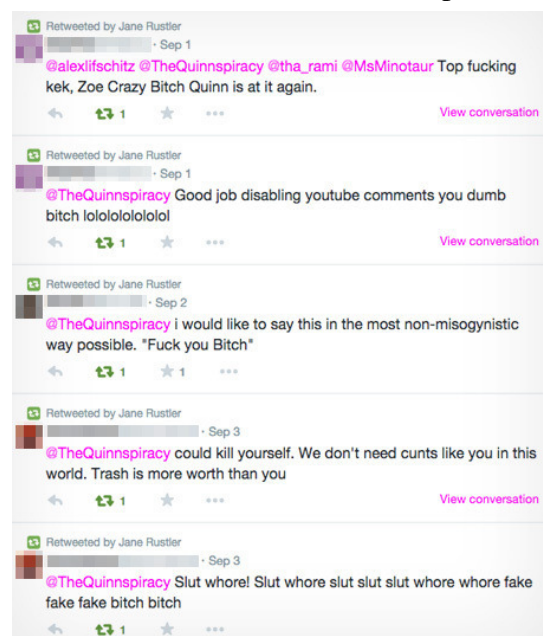 Retweeted by Jane Rustler
· Sep 1
@alexlifschitz @TheQuinnspiracy @tha_rami @MsMinotaur Top fucking
kek, Zoe Crazy Bitch Quinn is at it again.
1
View conversation
Retweeted by Jane Rustler
· Sep 1
@TheQuinnspiracy Good job disabling youtube comments you dumb
bitch lolololololololol
1
View conversation
Retweeted by Jane Rustler
· Sep 2
@TheQuinnspiracy i would like to say this in the most non-misogynistic
way possible. "Fuck you Bitch"
1 1
Retweeted by Jane Rustler
· Sep 3
@TheQuinnspiracy could kill yourself. We don't need cunts like you in this
world. Trash is more worth than you
1
View conversation
Retweeted by Jane Rustler
· Sep 3
@TheQuinnspiracy Slut whore! Slut whore slut slut slut whore whore fake
fake fake bitch bitch
1